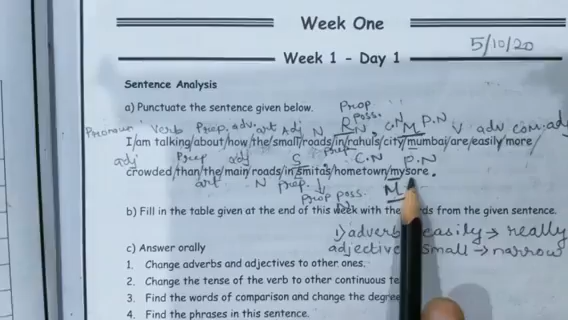 Week One
5/10/20
Week 1 - Day 1
Sentence Analysis
a) Punctuate the sentence given below.
Prop
Pronoun verb Prep. adv. art Adj N R poss. N, C.N M P.N V adv con. adj
I/am talking/about/how/the/small/roads/in/rahuls/city/mumbai/are/easily/more/
adj Prep adj S prep. C.N P.N
crowded/than/the/main/roads/in/smitas/hometown/mysore.
art N prep. Prop poss. M
b) Fill in the table given at the end of this week with the from the given sentence.
1) adverb easily → really
c) Answer orally
adjective small → narrow
1. Change adverbs and adjectives to other ones.
2. Change the tense of the verb to other continuous
3. Find the words of comparison and change the degree
4. Find the phrases in this sentence.